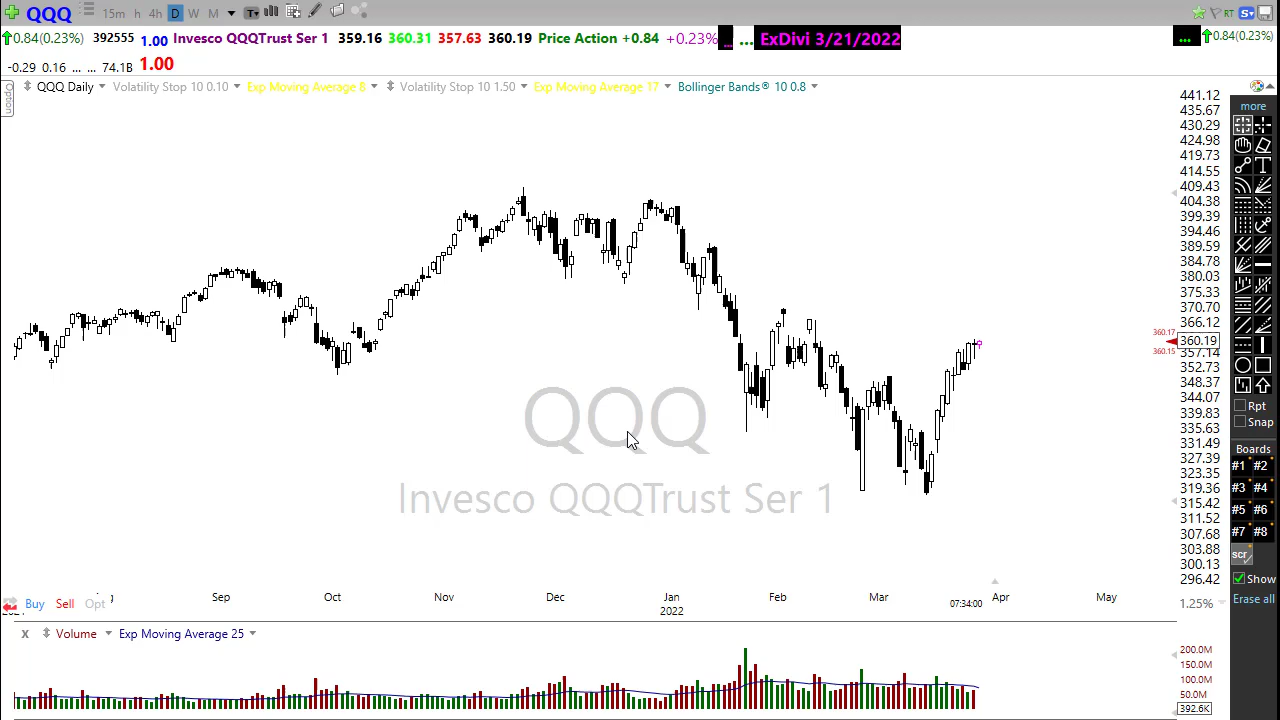 QQQ 15m h 4h D W M T RT S
0.84(0.23%) 392555 1.00 Invesco QQQTrust Ser 1 359.16 360.31 357.63 360.19 Price Action +0.84 +0.23% ... ... ExDivi 3/21/2022 ... 0.84(0.23%)
-0.29 0.16 ... ... 74.1B 1.00
Option QQQ Daily Volatility Stop 10 0.10 Exp Moving Average 8 Volatility Stop 10 1.50 Exp Moving Average 17 Bollinger Bands® 10 0.8
441.12
435.67
430.29
424.98
419.73
414.55
409.43
404.38
399.39
394.46
389.59
384.78
380.03
375.33
370.70
366.12
360.17
360.19
360.15
357.14
352.73
348.37
344.07
339.83
335.63
331.49
327.39
323.35
319.36
315.42
311.52
307.68
303.88
300.13
296.42
QQQ
Invesco QQQTrust Ser 1
Sep Oct Nov Dec Jan Feb Mar Apr May
2022 07:34:00 1.25%
Buy Sell Opt
X Volume Exp Moving Average 25
200.0M
150.0M
100.0M
50.0M
392.6K
more
Rpt
Snap
Boards
#1 #2
#3 #4
#5 #6
#7 #8
scr
Show
Erase all